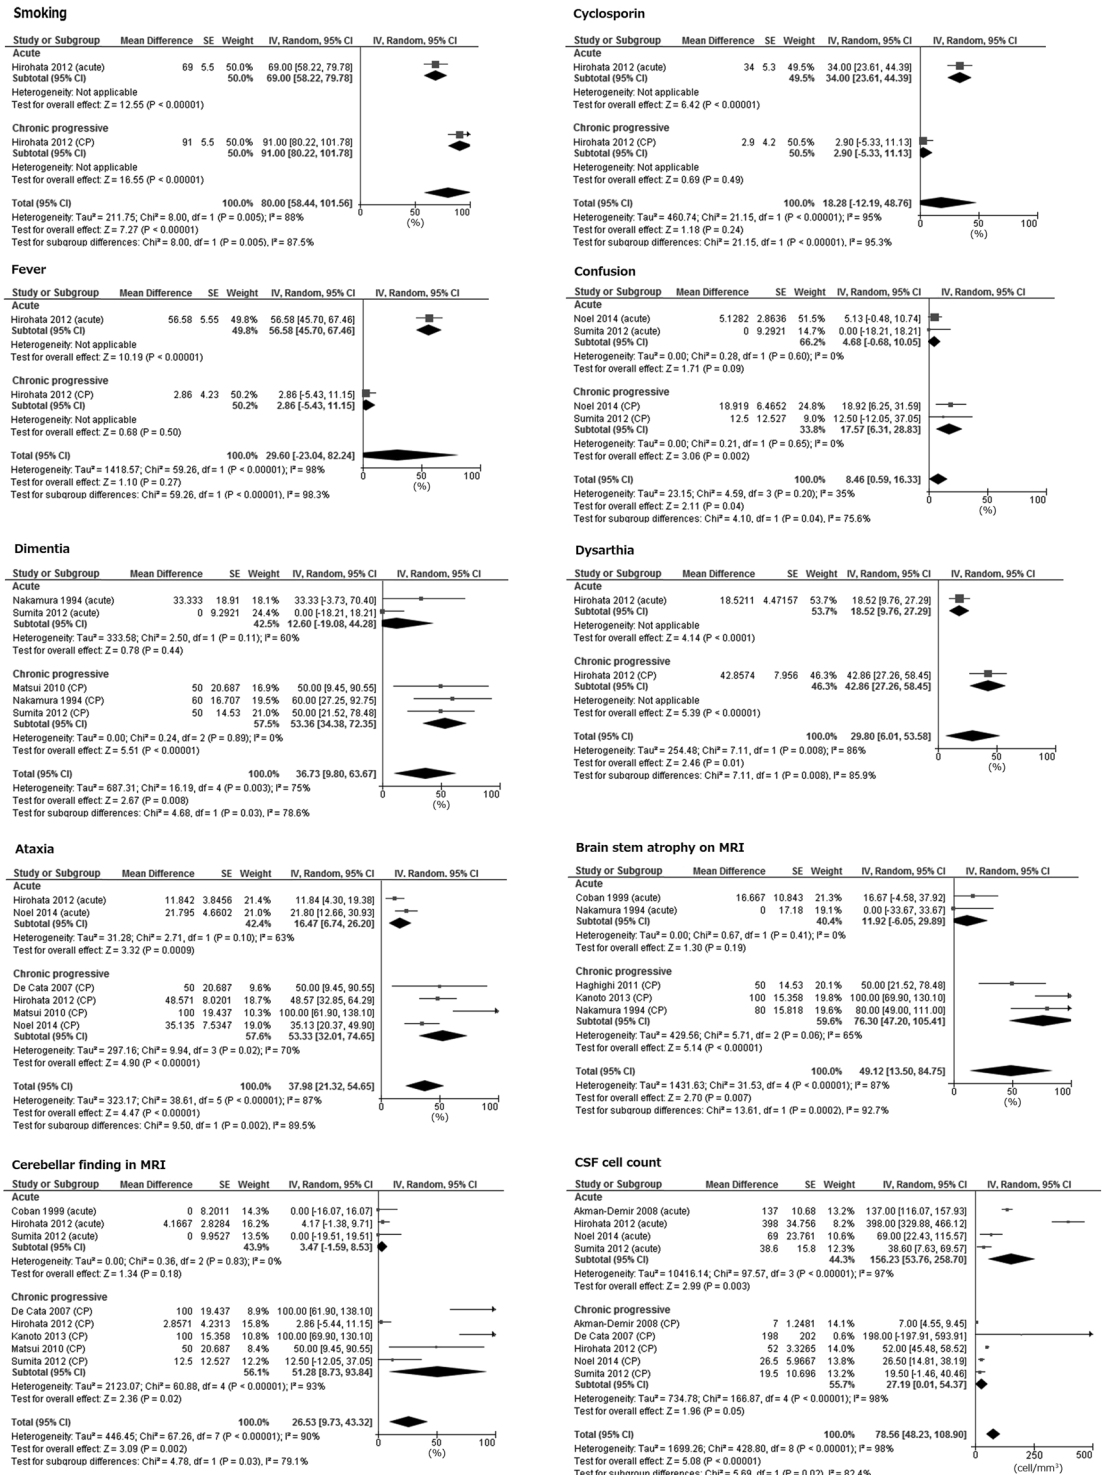 Smoking
Study or Subgroup Mean Difference SE Weight IV, Random, 95% CI IV, Random, 95% CI
Acute
Hirohata 2012 (acute) 69 5.5 50.0% 69.00 [58.22, 79.78]
Subtotal (95% CI) 50.0% 69.00 [58.22, 79.78]
Heterogeneity: Not applicable
Test for overall effect: Z = 12.55 (P < 0.00001)
Chronic progressive
Hirohata 2012 (CP) 91 5.5 50.0% 91.00 [80.22, 101.78]
Subtotal (95% CI) 50.0% 91.00 [80.22, 101.78]
Heterogeneity: Not applicable
Test for overall effect: Z = 16.55 (P < 0.00001)
Total (95% CI) 100.0% 80.00 [58.44, 101.56]
Heterogeneity: Tau² = 211.75; Chi² = 8.00, df = 1 (P = 0.005); I² = 88%
Test for overall effect: Z = 7.27 (P < 0.00001)
Test for subgroup differences: Chi² = 8.00, df = 1 (P = 0.005), I² = 87.5%
0 50 100
(%)
Cyclosporin
Study or Subgroup Mean Difference SE Weight IV, Random, 95% CI IV, Random, 95% CI
Acute
Hirohata 2012 (acute) 34 5.3 49.5% 34.00 [23.61, 44.39]
Subtotal (95% CI) 49.5% 34.00 [23.61, 44.39]
Heterogeneity: Not applicable
Test for overall effect: Z = 6.42 (P < 0.00001)
Chronic progressive
Hirohata 2012 (CP) 2.9 4.2 50.5% 2.90 [-5.33, 11.13]
Subtotal (95% CI) 50.5% 2.90 [-5.33, 11.13]
Heterogeneity: Not applicable
Test for overall effect: Z = 0.69 (P = 0.49)
Total (95% CI) 100.0% 18.28 [-12.19, 48.76]
Heterogeneity: Tau² = 460.74; Chi² = 21.15, df = 1 (P < 0.00001); I² = 95%
Test for overall effect: Z = 1.18 (P = 0.24)
Test for subgroup differences: Chi² = 21.15, df = 1 (P < 0.00001), I² = 95.3%
0 50 100
(%)
Fever
Study or Subgroup Mean Difference SE Weight IV, Random, 95% CI IV, Random, 95% CI
Acute
Hirohata 2012 (acute) 56.58 5.55 49.8% 56.58 [45.70, 67.46]
Subtotal (95% CI) 49.8% 56.58 [45.70, 67.46]
Heterogeneity: Not applicable
Test for overall effect: Z = 10.19 (P < 0.00001)
Chronic progressive
Hirohata 2012 (CP) 2.86 4.23 50.2% 2.86 [-5.43, 11.15]
Subtotal (95% CI) 50.2% 2.86 [-5.43, 11.15]
Heterogeneity: Not applicable
Test for overall effect: Z = 0.68 (P = 0.50)
Total (95% CI) 100.0% 29.60 [-23.04, 82.24]
Heterogeneity: Tau² = 1418.57; Chi² = 59.26, df = 1 (P < 0.00001); I² = 98%
Test for overall effect: Z = 1.10 (P = 0.27)
Test for subgroup differences: Chi² = 59.26, df = 1 (P < 0.00001), I² = 98.3%
0 50 100
(%)
Confusion
Study or Subgroup Mean Difference SE Weight IV, Random, 95% CI IV, Random, 95% CI
Acute
Noel 2014 (acute) 5.1282 2.8636 51.5% 5.13 [-0.48, 10.74]
Sumita 2012 (acute) 0 9.2921 14.7% 0.00 [-18.21, 18.21]
Subtotal (95% CI) 66.2% 4.68 [-0.68, 10.05]
Heterogeneity: Tau² = 0.00; Chi² = 0.28, df = 1 (P = 0.60); I² = 0%
Test for overall effect: Z = 1.71 (P = 0.09)
Chronic progressive
Noel 2014 (CP) 18.919 6.4652 24.8% 18.92 [6.25, 31.59]
Sumita 2012 (CP) 12.5 12.527 9.0% 12.50 [-12.05, 37.05]
Subtotal (95% CI) 33.8% 17.57 [6.31, 28.83]
Heterogeneity: Tau² = 0.00; Chi² = 0.21, df = 1 (P = 0.65); I² = 0%
Test for overall effect: Z = 3.06 (P = 0.002)
Total (95% CI) 100.0% 8.46 [0.59, 16.33]
Heterogeneity: Tau² = 23.15; Chi² = 4.59, df = 3 (P = 0.20); I² = 35%
Test for overall effect: Z = 2.11 (P = 0.04)
Test for subgroup differences: Chi² = 4.10, df = 1 (P = 0.04), I² = 75.6%
0 50 100
(%)
Dimentia
Study or Subgroup Mean Difference SE Weight IV, Random, 95% CI IV, Random, 95% CI
Acute
Nakamura 1994 (acute) 33.333 18.91 18.1% 33.33 [-3.73, 70.40]
Sumita 2012 (acute) 0 9.2921 24.4% 0.00 [-18.21, 18.21]
Subtotal (95% CI) 42.5% 12.60 [-19.08, 44.28]
Heterogeneity: Tau² = 333.58; Chi² = 2.50, df = 1 (P = 0.11); I² = 60%
Test for overall effect: Z = 0.78 (P = 0.44)
Chronic progressive
Matsui 2010 (CP) 50 20.687 16.9% 50.00 [9.45, 90.55]
Nakamura 1994 (CP) 60 16.707 19.5% 60.00 [27.25, 92.75]
Sumita 2012 (CP) 50 14.53 21.0% 50.00 [21.52, 78.48]
Subtotal (95% CI) 57.5% 53.36 [34.38, 72.35]
Heterogeneity: Tau² = 0.00; Chi² = 0.24, df = 2 (P = 0.89); I² = 0%
Test for overall effect: Z = 5.51 (P < 0.00001)
Total (95% CI) 100.0% 36.73 [9.80, 63.67]
Heterogeneity: Tau² = 687.31; Chi² = 16.19, df = 4 (P = 0.003); I² = 75%
Test for overall effect: Z = 2.67 (P = 0.008)
Test for subgroup differences: Chi² = 4.68, df = 1 (P = 0.03), I² = 78.6%
0 50 100
(%)
Dysarthia
Study or Subgroup Mean Difference SE Weight IV, Random, 95% CI IV, Random, 95% CI
Acute
Hirohata 2012 (acute) 18.5211 4.47157 53.7% 18.52 [9.76, 27.29]
Subtotal (95% CI) 53.7% 18.52 [9.76, 27.29]
Heterogeneity: Not applicable
Test for overall effect: Z = 4.14 (P < 0.0001)
Chronic progressive
Hirohata 2012 (CP) 42.8574 7.956 46.3% 42.86 [27.26, 58.45]
Subtotal (95% CI) 46.3% 42.86 [27.26, 58.45]
Heterogeneity: Not applicable
Test for overall effect: Z = 5.39 (P < 0.00001)
Total (95% CI) 100.0% 29.80 [6.01, 53.58]
Heterogeneity: Tau² = 254.48; Chi² = 7.11, df = 1 (P = 0.008); I² = 86%
Test for overall effect: Z = 2.46 (P = 0.01)
Test for subgroup differences: Chi² = 7.11, df = 1 (P = 0.008), I² = 85.9%
0 50 100
(%)
Ataxia
Study or Subgroup Mean Difference SE Weight IV, Random, 95% CI IV, Random, 95% CI
Acute
Hirohata 2012 (acute) 11.842 3.8456 21.4% 11.84 [4.30, 19.38]
Noel 2014 (acute) 21.795 4.6602 21.0% 21.80 [12.66, 30.93]
Subtotal (95% CI) 42.4% 16.47 [6.74, 26.20]
Heterogeneity: Tau² = 31.28; Chi² = 2.71, df = 1 (P = 0.10); I² = 63%
Test for overall effect: Z = 3.32 (P = 0.0009)
Chronic progressive
De Cata 2007 (CP) 50 20.687 9.6% 50.00 [9.45, 90.55]
Hirohata 2012 (CP) 48.571 8.0201 18.7% 48.57 [32.85, 64.29]
Matsui 2010 (CP) 100 19.437 10.3% 100.00 [61.90, 138.10]
Noel 2014 (CP) 35.135 7.5347 19.0% 35.13 [20.37, 49.90]
Subtotal (95% CI) 57.6% 53.33 [32.01, 74.65]
Heterogeneity: Tau² = 297.16; Chi² = 9.94, df = 3 (P = 0.02); I² = 70%
Test for overall effect: Z = 4.90 (P < 0.00001)
Total (95% CI) 100.0% 37.98 [21.32, 54.65]
Heterogeneity: Tau² = 323.17; Chi² = 38.61, df = 5 (P < 0.00001); I² = 87%
Test for overall effect: Z = 4.47 (P < 0.00001)
Test for subgroup differences: Chi² = 9.50, df = 1 (P = 0.002), I² = 89.5%
0 50 100
(%)
Brain stem atrophy on MRI
Study or Subgroup Mean Difference SE Weight IV, Random, 95% CI IV, Random, 95% CI
Acute
Coban 1999 (acute) 16.667 10.843 21.3% 16.67 [-4.58, 37.92]
Nakamura 1994 (acute) 0 17.18 19.1% 0.00 [-33.67, 33.67]
Subtotal (95% CI) 40.4% 11.92 [-6.05, 29.89]
Heterogeneity: Tau² = 0.00; Chi² = 0.67, df = 1 (P = 0.41); I² = 0%
Test for overall effect: Z = 1.30 (P = 0.19)
Chronic progressive
Haghighi 2011 (CP) 50 14.53 20.1% 50.00 [21.52, 78.48]
Kanoto 2013 (CP) 100 15.358 19.8% 100.00 [69.90, 130.10]
Nakamura 1994 (CP) 80 15.818 19.6% 80.00 [49.00, 111.00]
Subtotal (95% CI) 59.6% 76.30 [47.20, 105.41]
Heterogeneity: Tau² = 429.56; Chi² = 5.71, df = 2 (P = 0.06); I² = 65%
Test for overall effect: Z = 5.14 (P < 0.00001)
Total (95% CI) 100.0% 49.12 [13.50, 84.75]
Heterogeneity: Tau² = 1431.63; Chi² = 31.53, df = 4 (P < 0.00001); I² = 87%
Test for overall effect: Z = 2.70 (P = 0.007)
Test for subgroup differences: Chi² = 13.61, df = 1 (P = 0.0002), I² = 92.7%
0 50 100
(%)
Cerebellar finding in MRI
Study or Subgroup Mean Difference SE Weight IV, Random, 95% CI IV, Random, 95% CI
Acute
Coban 1999 (acute) 0 8.2011 14.3% 0.00 [-16.07, 16.07]
Hirohata 2012 (acute) 4.1667 2.8284 16.2% 4.17 [-1.38, 9.71]
Sumita 2012 (acute) 0 9.9527 13.5% 0.00 [-19.51, 19.51]
Subtotal (95% CI) 43.9% 3.47 [-1.59, 8.53]
Heterogeneity: Tau² = 0.00; Chi² = 0.36, df = 2 (P = 0.83); I² = 0%
Test for overall effect: Z = 1.34 (P = 0.18)
Chronic progressive
De Cata 2007 (CP) 100 19.437 8.9% 100.00 [61.90, 138.10]
Hirohata 2012 (CP) 2.8571 4.2313 15.8% 2.86 [-5.44, 11.15]
Kanoto 2013 (CP) 100 15.358 10.8% 100.00 [69.90, 130.10]
Matsui 2010 (CP) 50 20.687 8.4% 50.00 [9.45, 90.55]
Sumita 2012 (CP) 12.5 12.527 12.2% 12.50 [-12.05, 37.05]
Subtotal (95% CI) 56.1% 51.28 [8.73, 93.84]
Heterogeneity: Tau² = 2123.07; Chi² = 60.88, df = 4 (P < 0.00001); I² = 93%
Test for overall effect: Z = 2.36 (P = 0.02)
Total (95% CI) 100.0% 26.53 [9.73, 43.32]
Heterogeneity: Tau² = 446.45; Chi² = 67.26, df = 7 (P < 0.00001); I² = 90%
Test for overall effect: Z = 3.09 (P = 0.002)
Test for subgroup differences: Chi² = 4.78, df = 1 (P = 0.03), I² = 79.1%
0 50 100
(%)
CSF cell count
Study or Subgroup Mean Difference SE Weight IV, Random, 95% CI IV, Random, 95% CI
Acute
Akman-Demir 2008 (acute) 137 10.68 13.2% 137.00 [116.07, 157.93]
Hirohata 2012 (acute) 398 34.756 8.2% 398.00 [329.88, 466.12]
Noel 2014 (acute) 69 23.761 10.7% 69.00 [22.43, 115.57]
Sumita 2012 (acute) 38.6 15.8 12.3% 38.60 [7.63, 69.57]
Subtotal (95% CI) 44.3% 156.23 [53.76, 258.70]
Heterogeneity: Tau² = 10416.14; Chi² = 97.57, df = 3 (P < 0.00001); I² = 97%
Test for overall effect: Z = 2.99 (P = 0.003)
Chronic progressive
Akman-Demir 2008 (CP) 7 1.2481 14.1% 7.00 [4.55, 9.45]
De Cata 2007 (CP) 198 202 0.6% 198.00 [-197.91, 593.91]
Hirohata 2012 (CP) 52 3.3265 14.0% 52.00 [45.48, 58.52]
Noel 2014 (CP) 26.5 5.9667 13.8% 26.50 [14.81, 38.19]
Sumita 2012 (CP) 19.5 10.696 13.2% 19.50 [-1.46, 40.46]
Subtotal (95% CI) 55.7% 27.19 [0.01, 54.37]
Heterogeneity: Tau² = 734.78; Chi² = 166.87, df = 4 (P < 0.00001); I² = 98%
Test for overall effect: Z = 1.96 (P = 0.05)
Total (95% CI) 100.0% 78.56 [48.23, 108.90]
Heterogeneity: Tau² = 1699.26; Chi² = 428.80, df = 8 (P < 0.00001); I² = 98%
Test for overall effect: Z = 5.08 (P < 0.00001)
Test for subgroup differences: Chi² = 5.69, df = 1 (P = 0.02), I² = 82.4%
0 250 500
(cell/mm³)